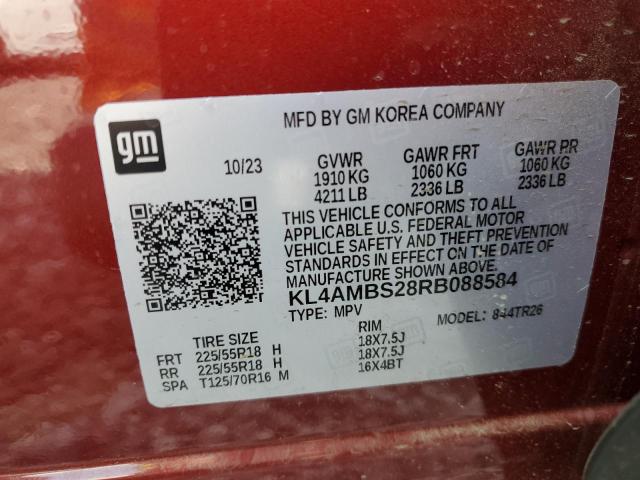 MFD BY GM KOREA COMPANY
gm
10/23
GVWR GAWR FRT GAWR RR
1910 KG 1060 KG 1060 KG
4211 LB 2336 LB 2336 LB
THIS VEHICLE CONFORMS TO ALL
APPLICABLE U.S. FEDERAL MOTOR
VEHICLE SAFETY AND THEFT PREVENTION
STANDARDS IN EFFECT ON THE DATE OF
MANUFACTURE SHOWN ABOVE.
KL4AMBS28RB088584
TYPE: MPV MODEL: 844TR26
TIRE SIZE RIM
FRT 225/55R18 H 18X7.5J
RR 225/55R18 H 18X7.5J
SPA T125/70R16 M 16X4BT